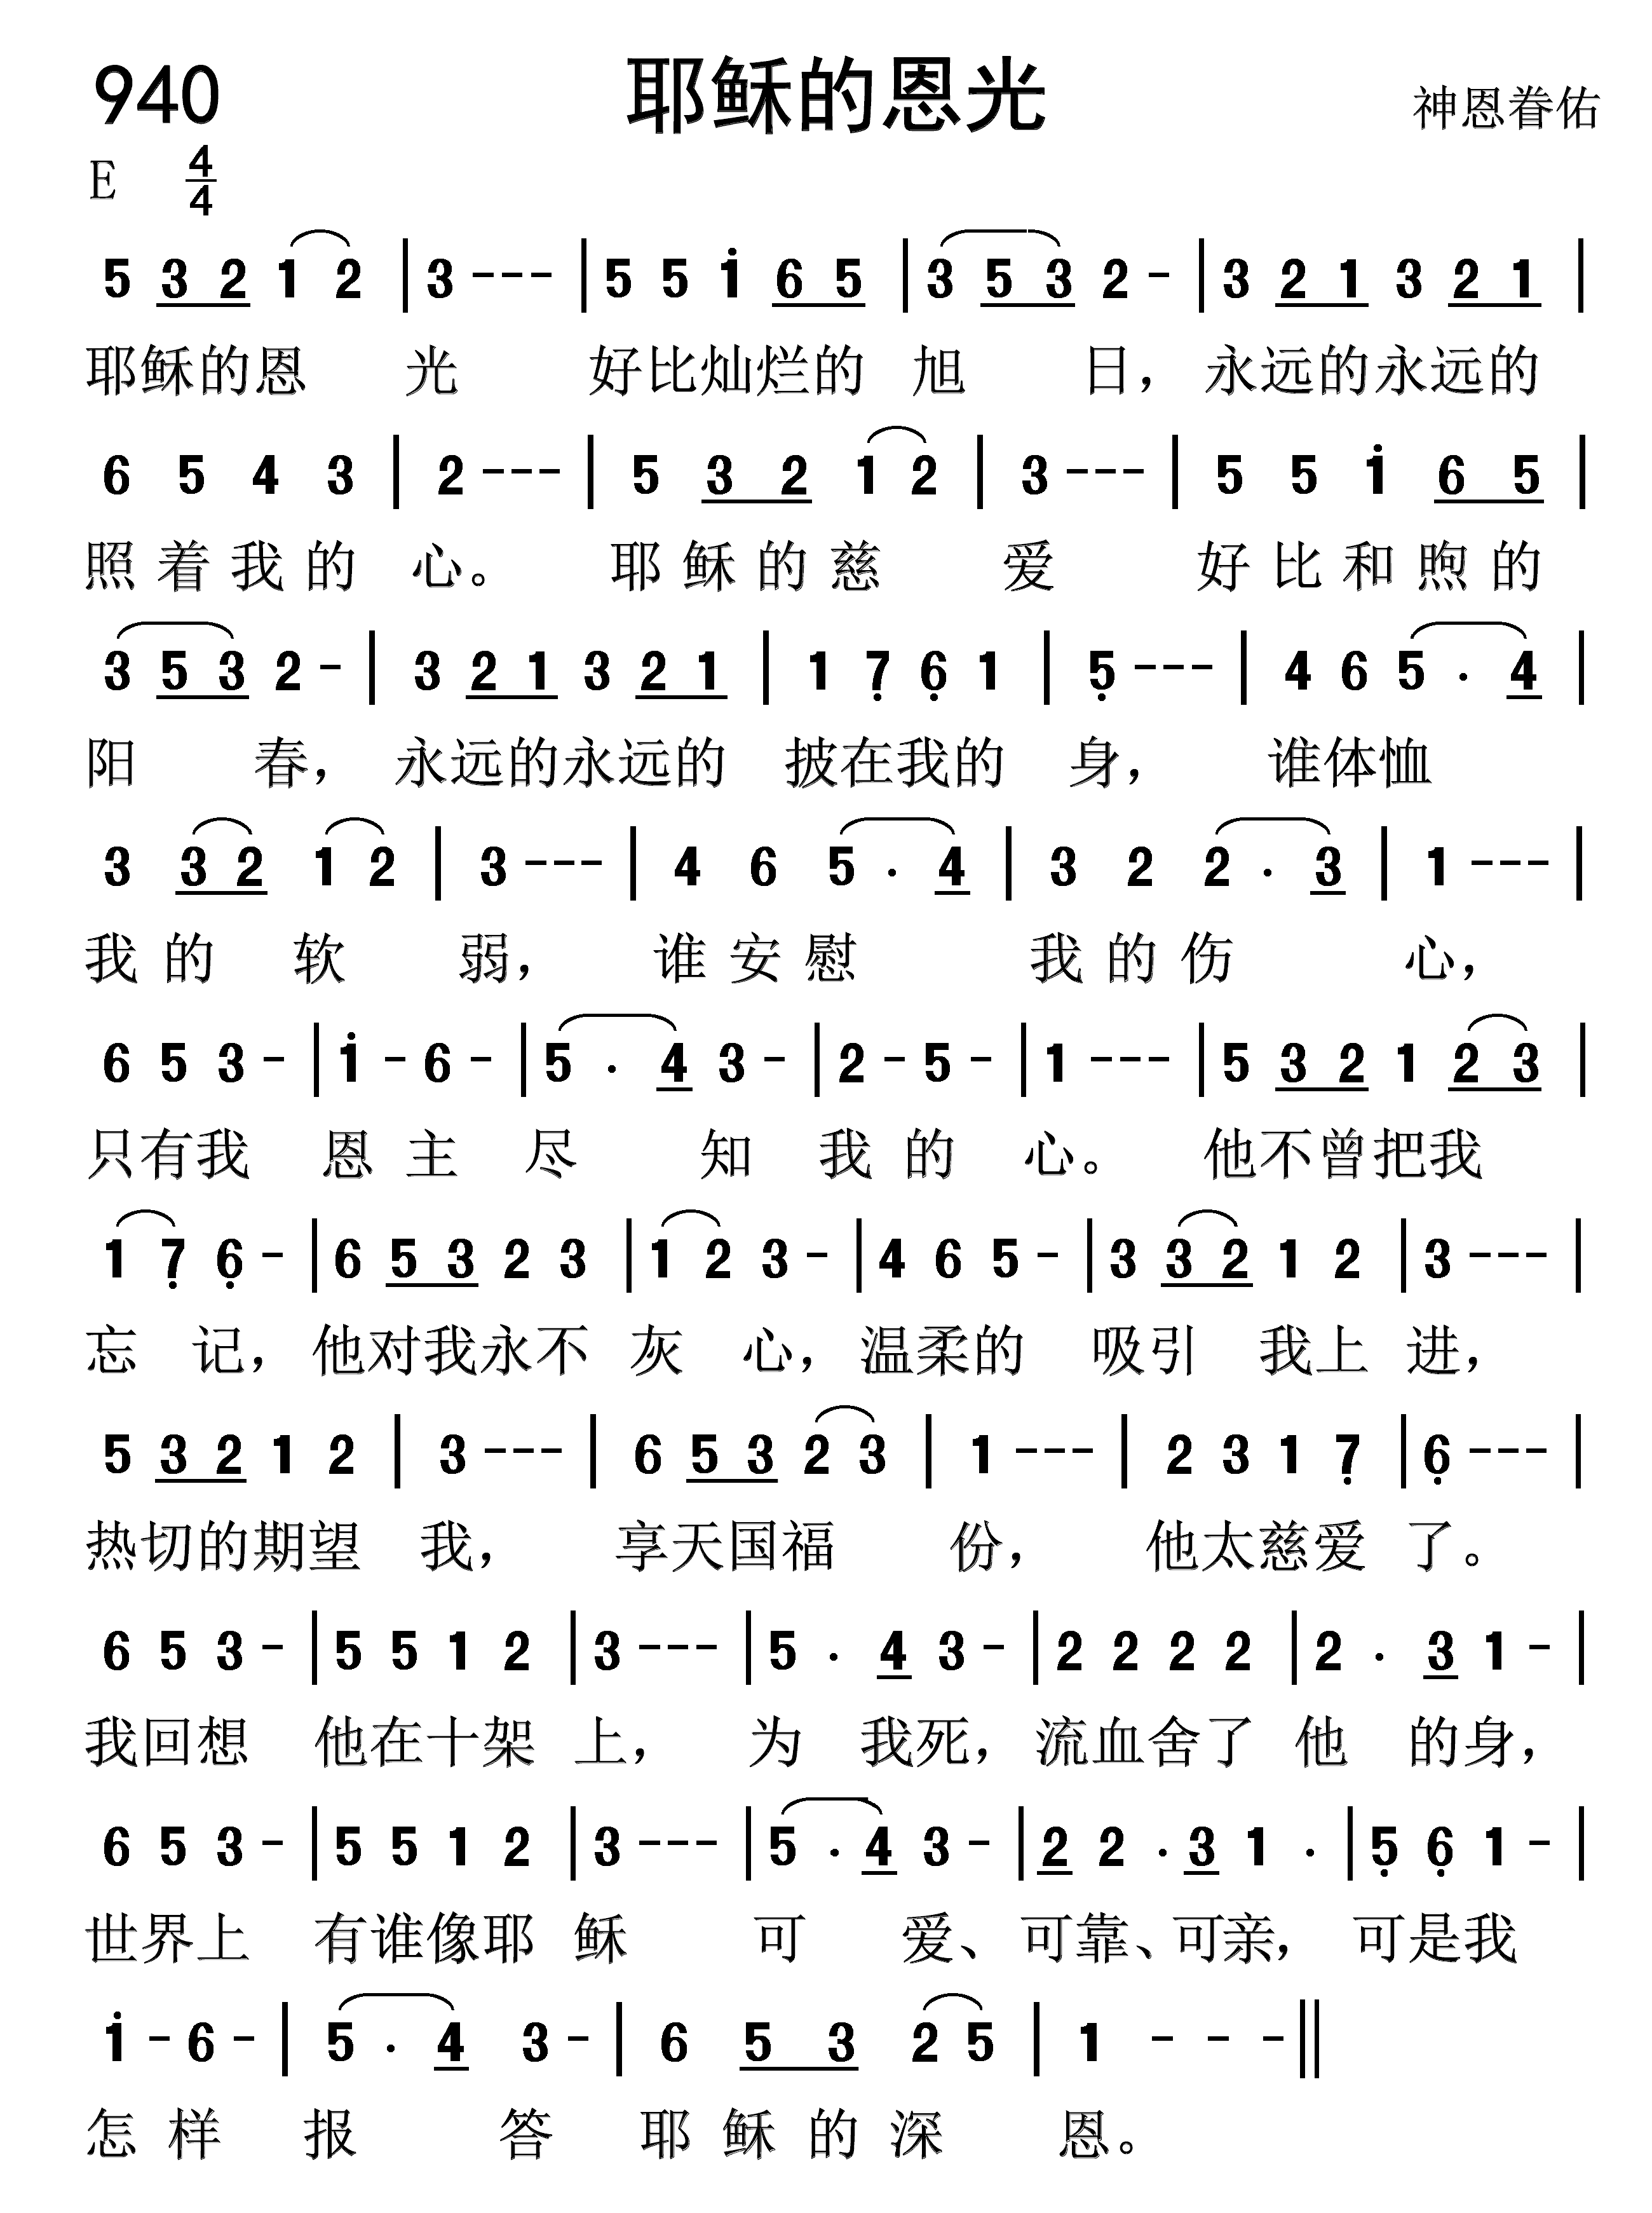 940 耶稣的恩光 神恩眷佑
E 4/4
5 3 2 1 2 | 3 - - - | 5 5 i 6 5 | 3 5 3 2 - | 3 2 1 3 2 1 |
耶稣的恩 光 好比灿烂的 旭 日，永远的永远的
6 5 4 3 | 2 - - - | 5 3 2 1 2 | 3 - - - | 5 5 i 6 5 |
照着我的 心。 耶稣的慈 爱 好比和煦的
3 5 3 2 - | 3 2 1 3 2 1 | 1 7 6 1 | 5 - - - | 4 6 5 · 4 |
阳 春， 永远的永远的 披在我的 身， 谁体恤
3 3 2 1 2 | 3 - - - | 4 6 5 · 4 | 3 2 2 · 3 | 1 - - - |
我的 软 弱， 谁安慰 我的伤 心，
6 5 3 - | i - 6 - | 5 · 4 3 - | 2 - 5 - | 1 - - - | 5 3 2 1 2 3 |
只有我 恩主 尽 知 我的 心。 他不曾把我
1 7 6 - | 6 5 3 2 3 | 1 2 3 - | 4 6 5 - | 3 3 2 1 2 | 3 - - - |
忘 记，他对我永不 灰 心，温柔的 吸引 我上 进，
5 3 2 1 2 | 3 - - - | 6 5 3 2 3 | 1 - - - | 2 3 1 7 | 6 - - - |
热切的期望 我， 享天国福 份， 他太慈爱 了。
6 5 3 - | 5 5 1 2 | 3 - - - | 5 · 4 3 - | 2 2 2 2 | 2 · 3 1 - |
我回想 他在十架 上， 为 我死，流血舍了 他 的身，
6 5 3 - | 5 5 1 2 | 3 - - - | 5 · 4 3 - | 2 2 · 3 1 · | 5 6 1 - |
世界上 有谁像耶 稣 可 爱、可靠、可亲， 可是我
i - 6 - | 5 · 4 3 - | 6 5 3 2 5 | 1 - - - ‖
怎样 报 答 耶稣的深 恩。